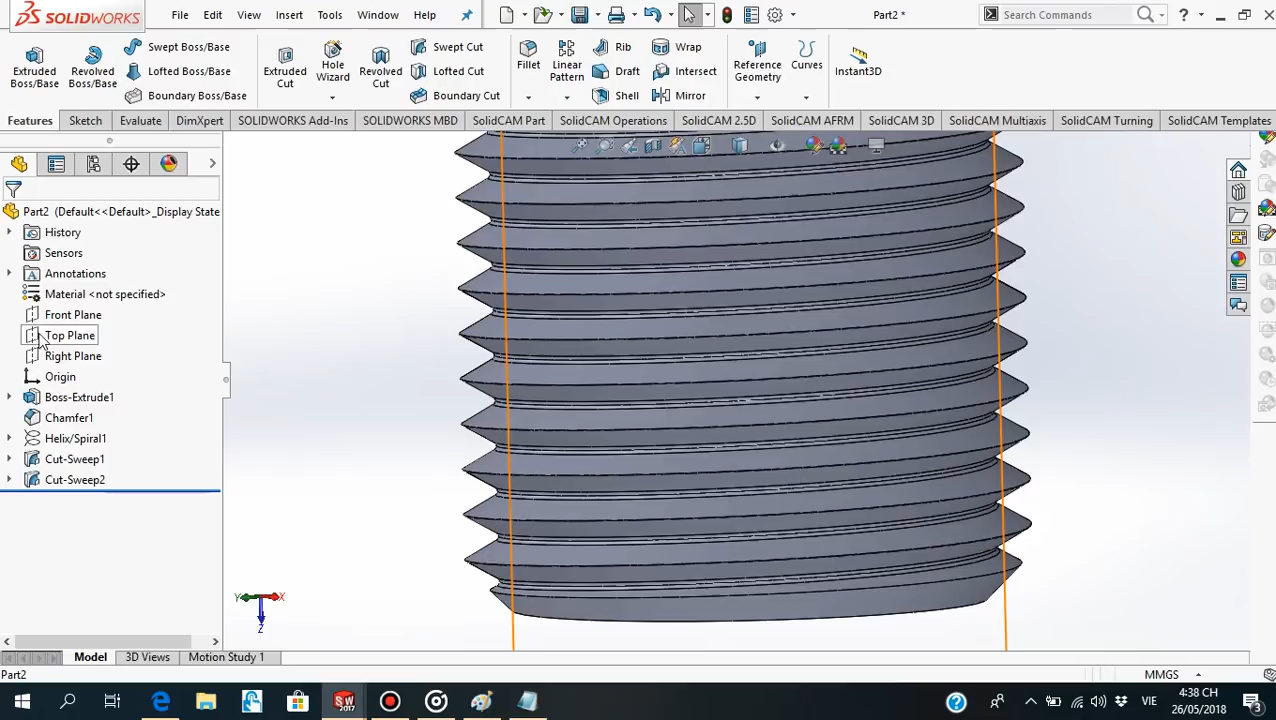 SOLIDWORKS File Edit View Insert Tools Window Help Part2 * Search Commands ?
Extruded Boss/Base Revolved Boss/Base Swept Boss/Base Lofted Boss/Base Boundary Boss/Base Extruded Cut Hole Wizard Revolved Cut Swept Cut Lofted Cut Boundary Cut Fillet Linear Pattern Rib Draft Shell Wrap Intersect Mirror Reference Geometry Curves Instant3D
Features Sketch Evaluate DimXpert SOLIDWORKS Add-Ins SOLIDWORKS MBD SolidCAM Part SolidCAM Operations SolidCAM 2.5D SolidCAM AFRM SolidCAM 3D SolidCAM Multiaxis SolidCAM Turning SolidCAM Templates
Part2 (Default<<Default>_Display State
History
Sensors
Annotations
Material <not specified>
Front Plane
Top Plane
Right Plane
Origin
Boss-Extrude1
Chamfer1
Helix/Spiral1
Cut-Sweep1
Cut-Sweep2
Y X
Z
Model 3D Views Motion Study 1
Part2 MMGS
SW 2017 VIE 4:38 CH
26/05/2018 3